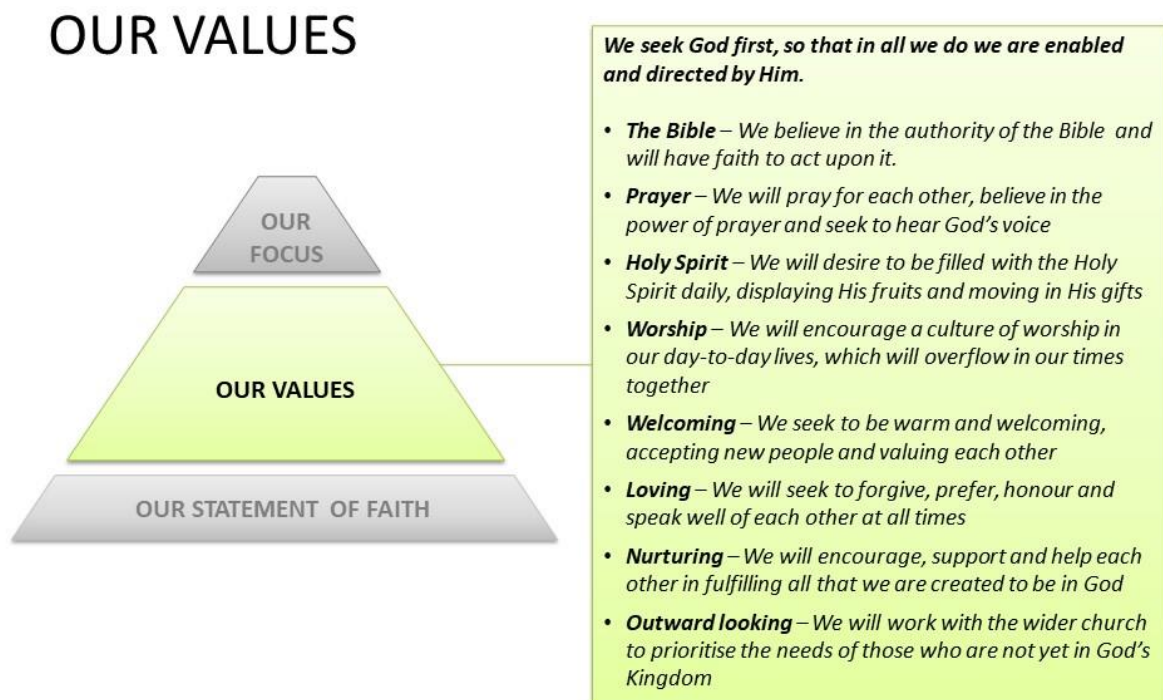 OUR VALUES
OUR
FOCUS
OUR VALUES
OUR STATEMENT OF FAITH
We seek God first, so that in all we do we are enabled
and directed by Him.
• The Bible – We believe in the authority of the Bible and
will have faith to act upon it.
• Prayer – We will pray for each other, believe in the
power of prayer and seek to hear God's voice
• Holy Spirit – We will desire to be filled with the Holy
Spirit daily, displaying His fruits and moving in His gifts
• Worship – We will encourage a culture of worship in
our day-to-day lives, which will overflow in our times
together
• Welcoming – We seek to be warm and welcoming,
accepting new people and valuing each other
• Loving – We will seek to forgive, prefer, honour and
speak well of each other at all times
• Nurturing – We will encourage, support and help each
other in fulfilling all that we are created to be in God
• Outward looking – We will work with the wider church
to prioritise the needs of those who are not yet in God's
Kingdom